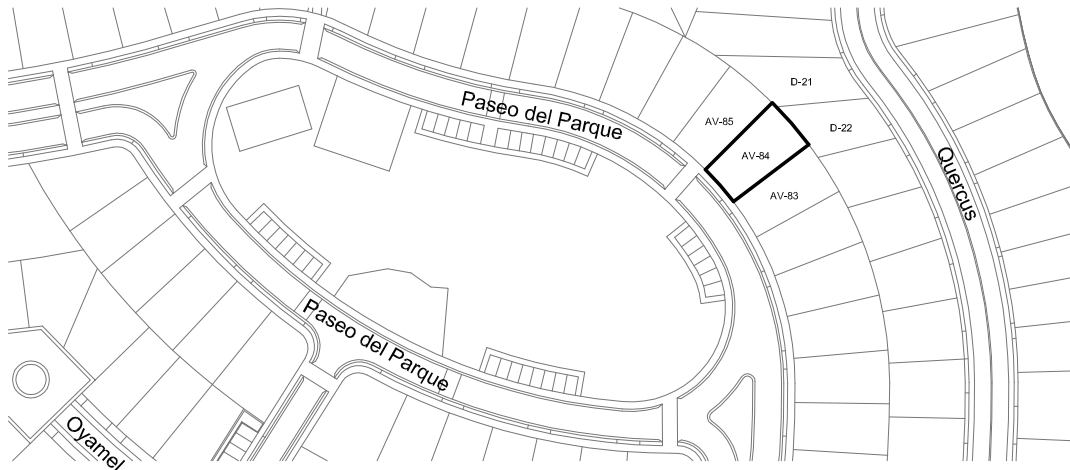 D-21
Paseo del Parque
AV-85
D-22
AV-84
Quercus
AV-83
Paseo del Parque
Oyamel